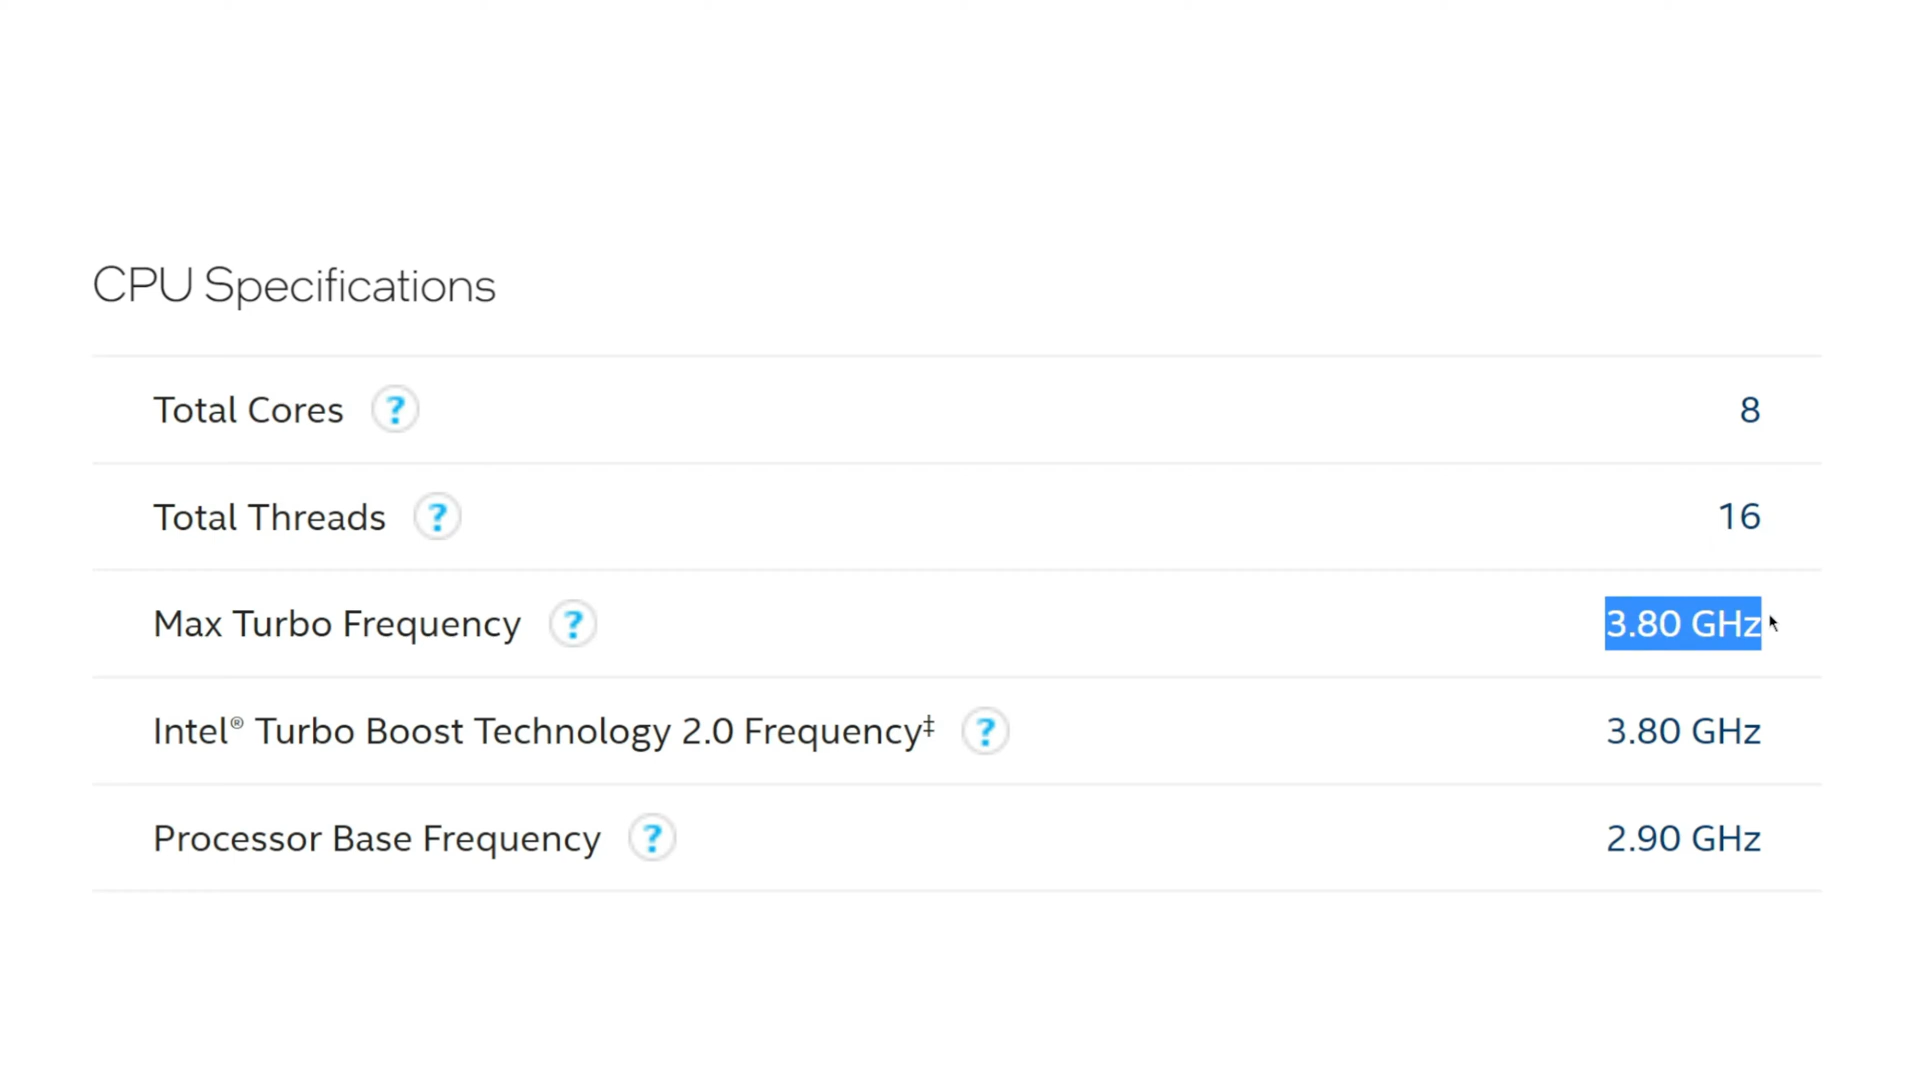 CPU Specifications
Total Cores ? 8
Total Threads ? 16
Max Turbo Frequency ? 3.80 GHz
Intel® Turbo Boost Technology 2.0 Frequency‡ ? 3.80 GHz
Processor Base Frequency ? 2.90 GHz